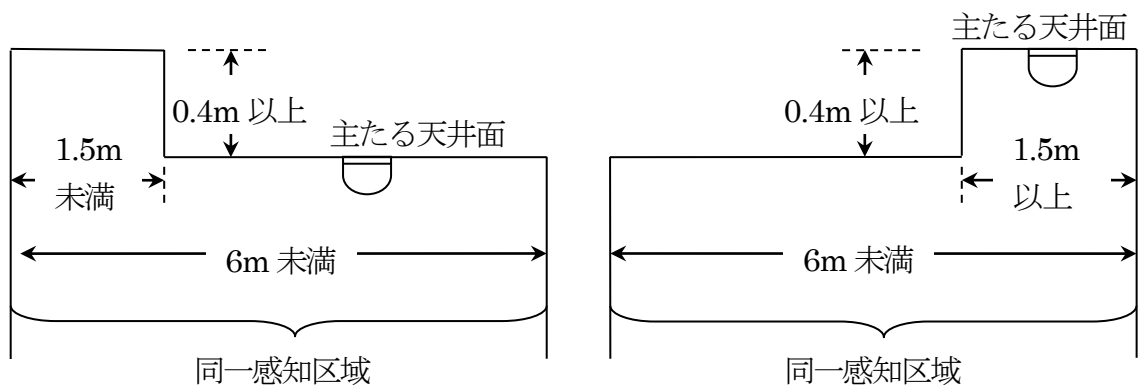 0.4m 以上
主たる天井面
1.5m
未満
6m 未満
同一感知区域
主たる天井面
0.4m 以上
1.5m
以上
6m 未満
同一感知区域